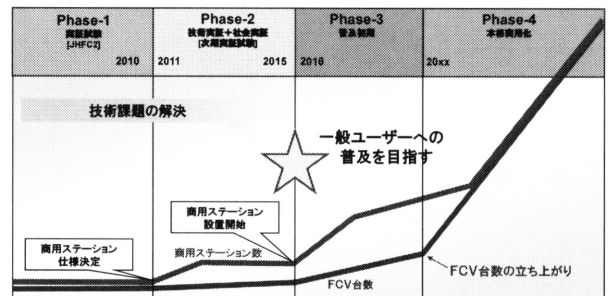 Phase-1
実証試験
[JHFC2]
2010
Phase-2
技術実証+社会実証
[次期実証試験]
2011
2015
Phase-3
普及初期
2016
Phase-4
本格商用化
20xx
技術課題の解決
一般ユーザーへの
普及を目指す
商用ステーション
設置開始
商用ステーション
仕様決定
商用ステーション数
FCV台数
FCV台数の立ち上がり